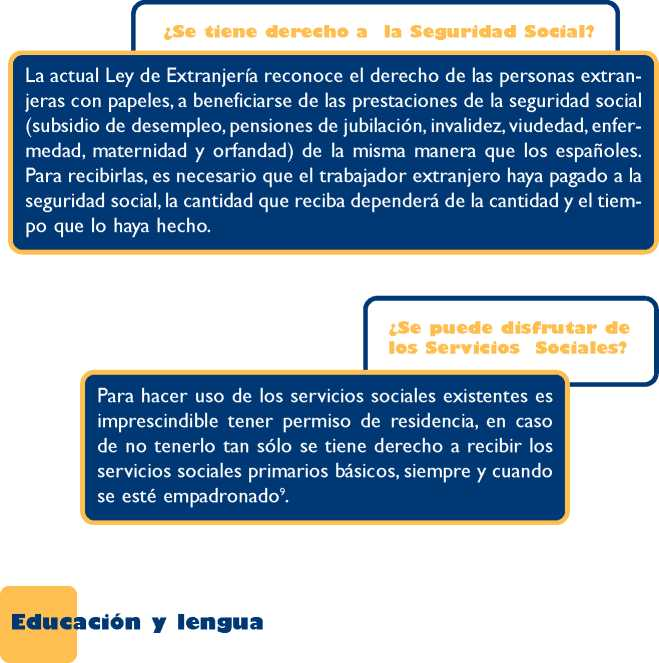 ¿Se tiene derecho a la Seguridad Social?
La actual Ley de Extranjería reconoce el derecho de las personas extran-
jeras con papeles, a beneficiarse de las prestaciones de la seguridad social
(subsidio de desempleo, pensiones de jubilación, invalidez, viudedad, enfer-
medad, maternidad y orfandad) de la misma manera que los españoles.
Para recibirlas, es necesario que el trabajador extranjero haya pagado a la
seguridad social, la cantidad que reciba dependerá de la cantidad y el tiem-
po que lo haya hecho.
¿Se puede disfrutar de
los Servicios Sociales?
Para hacer uso de los servicios sociales existentes es
imprescindible tener permiso de residencia, en caso
de no tenerlo tan sólo se tiene derecho a recibir los
servicios sociales primarios básicos, siempre y cuando
se esté empadronado⁹.
Educación y lengua